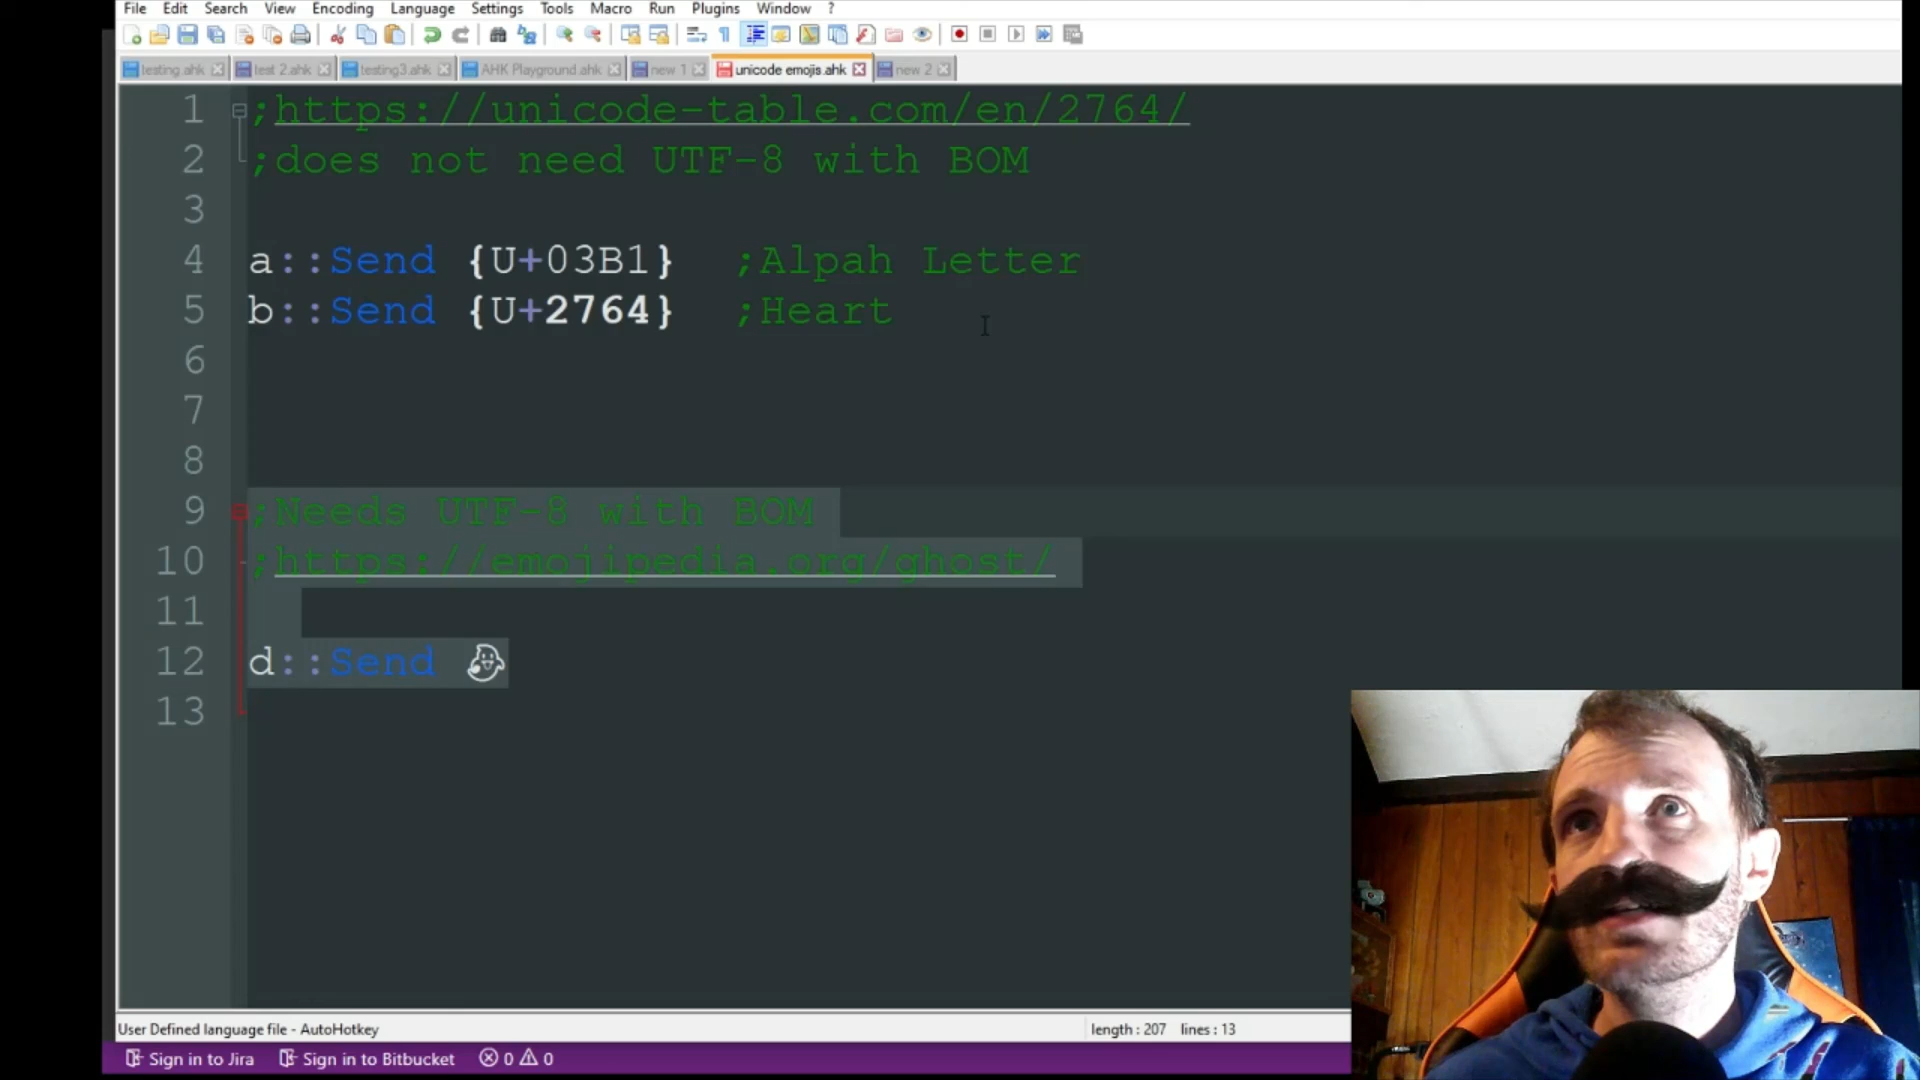 File Edit Search View Encoding Language Settings Tools Macro Run Plugins Window ?
testing.ahk test 2.ahk testing3.ahk AHK Playground.ahk new 1 unicode emojis.ahk new 2
1 ;https://unicode-table.com/en/2764/
2 ;does not need UTF-8 with BOM
3
4 a::Send {U+03B1} ;Alpah Letter
5 b::Send {U+2764} ;Heart
6
7
8
9 ;Needs UTF-8 with BOM
10 ;https://emojipedia.org/ghost/
11
12 d::Send 👻
13
User Defined language file - AutoHotkey length : 207 lines : 13
Sign in to Jira Sign in to Bitbucket 0 0